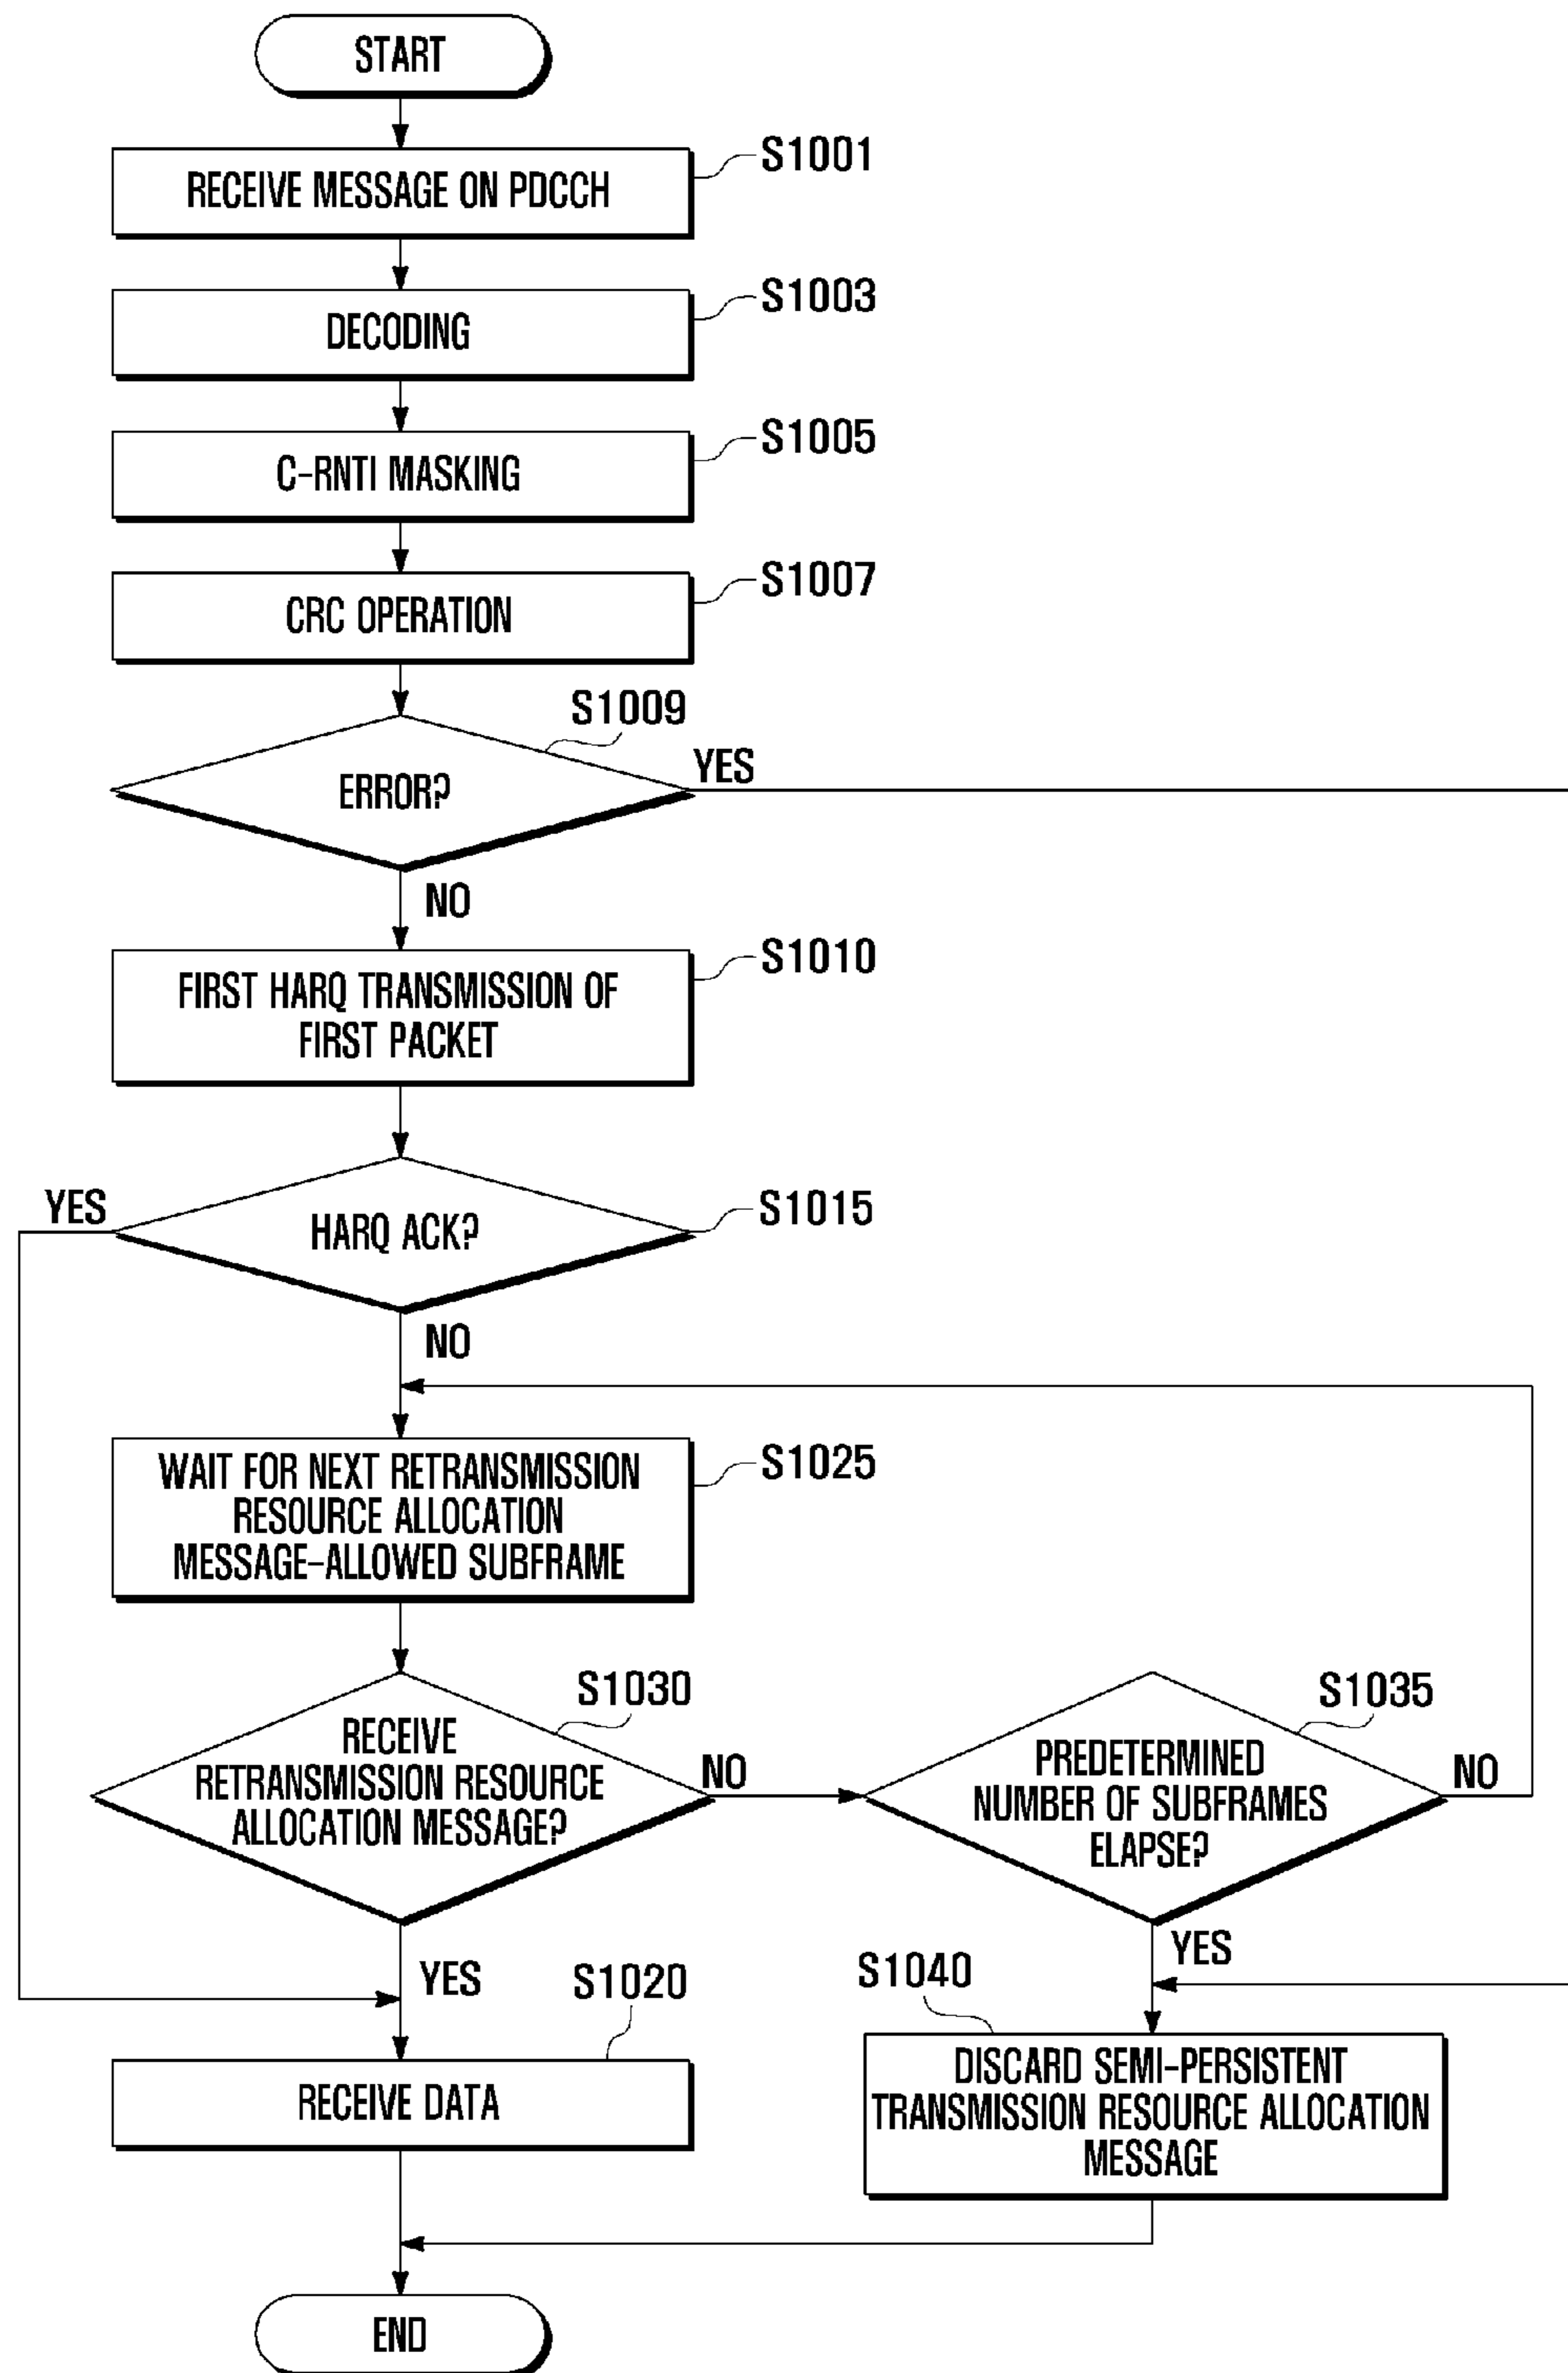 START
RECEIVE MESSAGE ON PDCCH
S1001
DECODING
S1003
C-RNTI MASKING
S1005
CRC OPERATION
S1007
S1009
ERROR?
YES
NO
FIRST HARQ TRANSMISSION OF
FIRST PACKET
S1010
YES
HARQ ACK?
S1015
NO
WAIT FOR NEXT RETRANSMISSION
RESOURCE ALLOCATION
MESSAGE-ALLOWED SUBFRAME
S1025
S1030
RECEIVE
RETRANSMISSION RESOURCE
ALLOCATION MESSAGE?
NO
S1035
PREDETERMINED
NUMBER OF SUBFRAMES
ELAPSE?
NO
YES
YES
S1020
RECEIVE DATA
S1040
DISCARD SEMI-PERSISTENT
TRANSMISSION RESOURCE ALLOCATION
MESSAGE
END